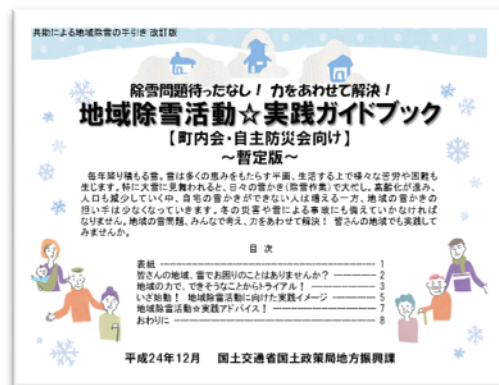 共助による地域除雪の手引き 改訂版
除雪問題待ったなし！ 力をあわせて解決！
地域除雪活動☆実践ガイドブック
【町内会・自主防災会向け】
～暫定版～
毎年降り積もる雪。雪は多くの恵みをもたらす半面、生活する上で様々な苦労や困難も
生じます。特に大雪に見舞われると、日々の雪かき（除雪作業）で大忙し。高齢化が進み、
人口も減少していく中、自宅の雪かきができない人は増える一方、地域の雪かきの
担い手は少なくなっていきます。冬の災害や雪による事故にも備えていかなければ
なりません。地域の雪問題、みんなで考え、力をあわせて解決！ 皆さんの地域でも実践して
みませんか。
目 次
表紙 ―――――――――――――――― 1
皆さんの地域、雪でお困りのことはありませんか？ ―――― 2
地域の力で、できそうなことからトライアル！ ―――― 3
いざ始動！ 地域除雪活動に向けた実践イメージ ―――― 5
地域除雪活動☆実践アドバイス！ ―――――――― 7
おわりに ―――――――――――――――― 8
平成24年12月 国土交通省国土政策局地方振興課